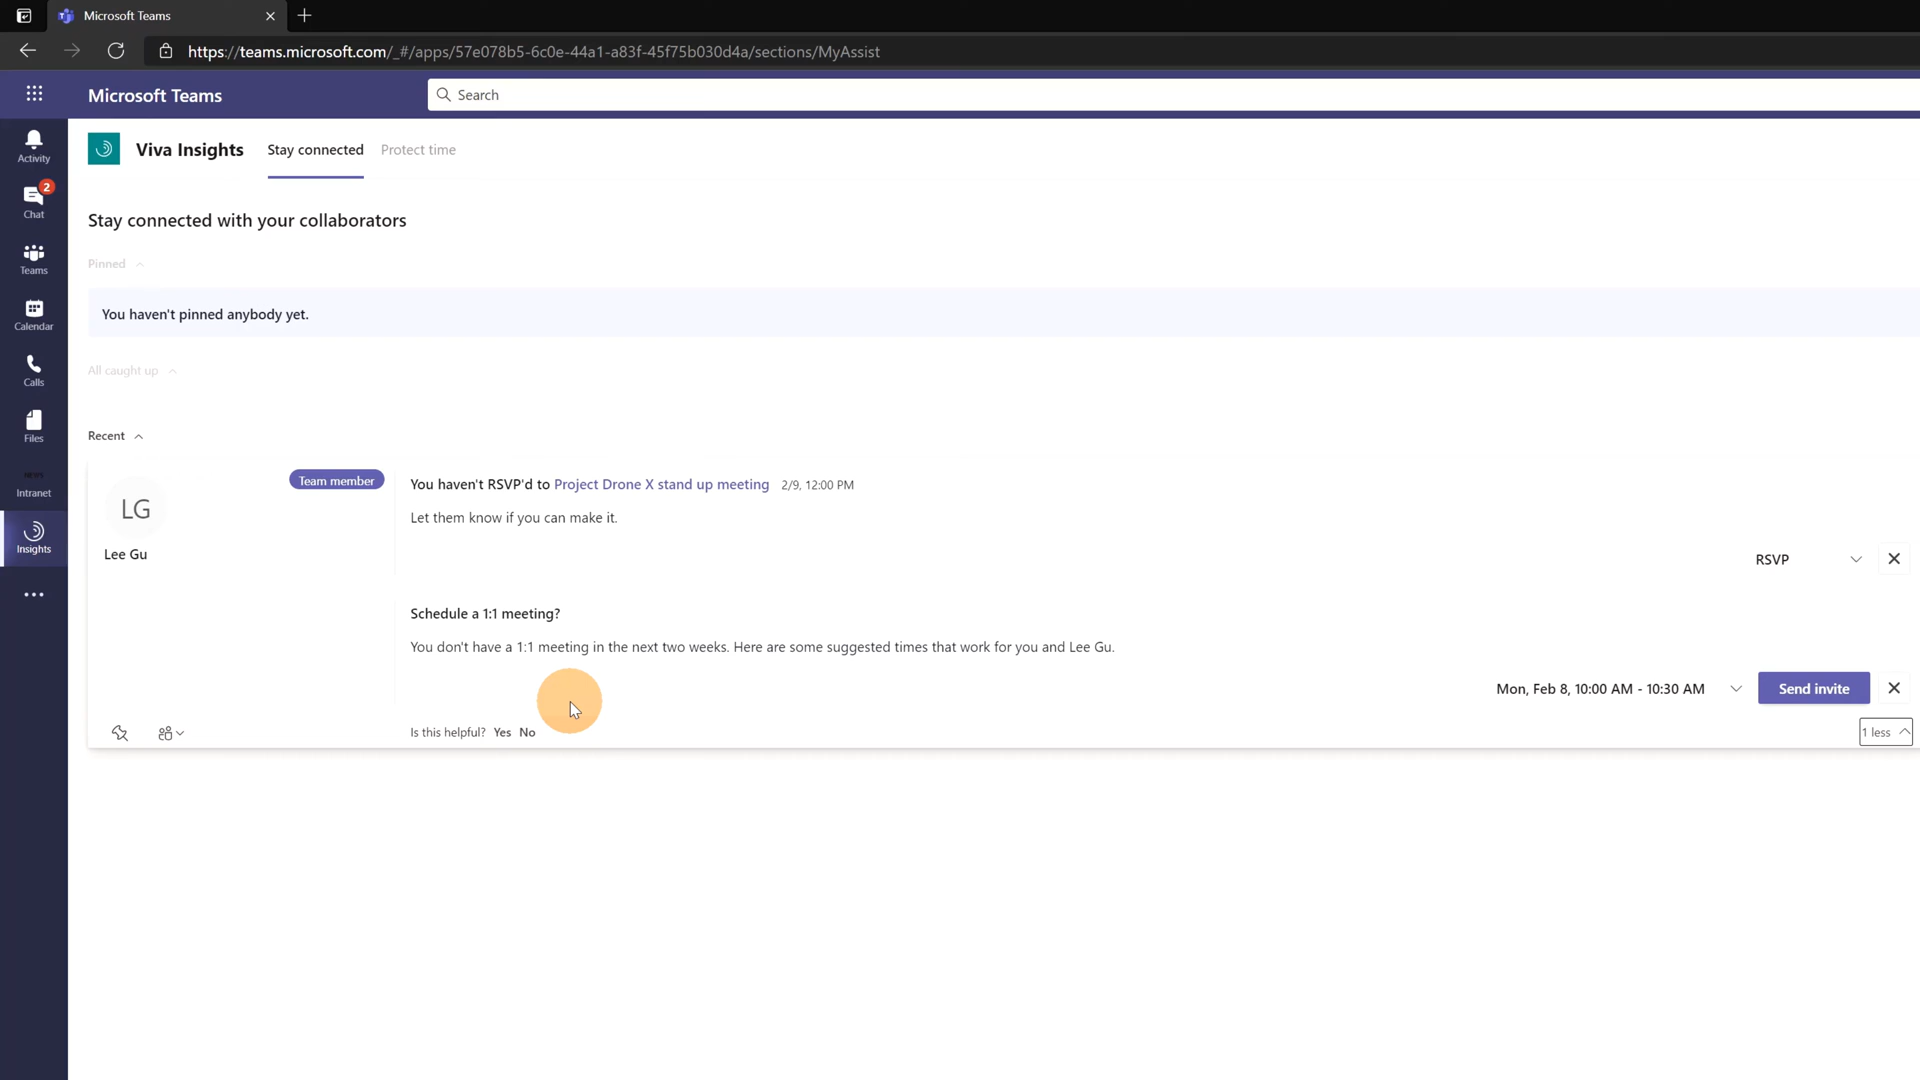 Microsoft Teams
https://teams.microsoft.com/_#/apps/57e078b5-6c0e-44a1-a83f-45f75b030d4a/sections/MyAssist
Microsoft Teams
Search
Activity
2
Chat
Teams
Calendar
Calls
Files
NEWS
Intranet
Insights
Viva Insights
Stay connected
Protect time
Stay connected with your collaborators
Pinned
You haven't pinned anybody yet.
All caught up
Recent
LG
Lee Gu
Team member
You haven't RSVP'd to Project Drone X stand up meeting 2/9, 12:00 PM
Let them know if you can make it.
RSVP
Schedule a 1:1 meeting?
You don't have a 1:1 meeting in the next two weeks. Here are some suggested times that work for you and Lee Gu.
Mon, Feb 8, 10:00 AM - 10:30 AM
Send invite
Is this helpful? Yes No
1 less